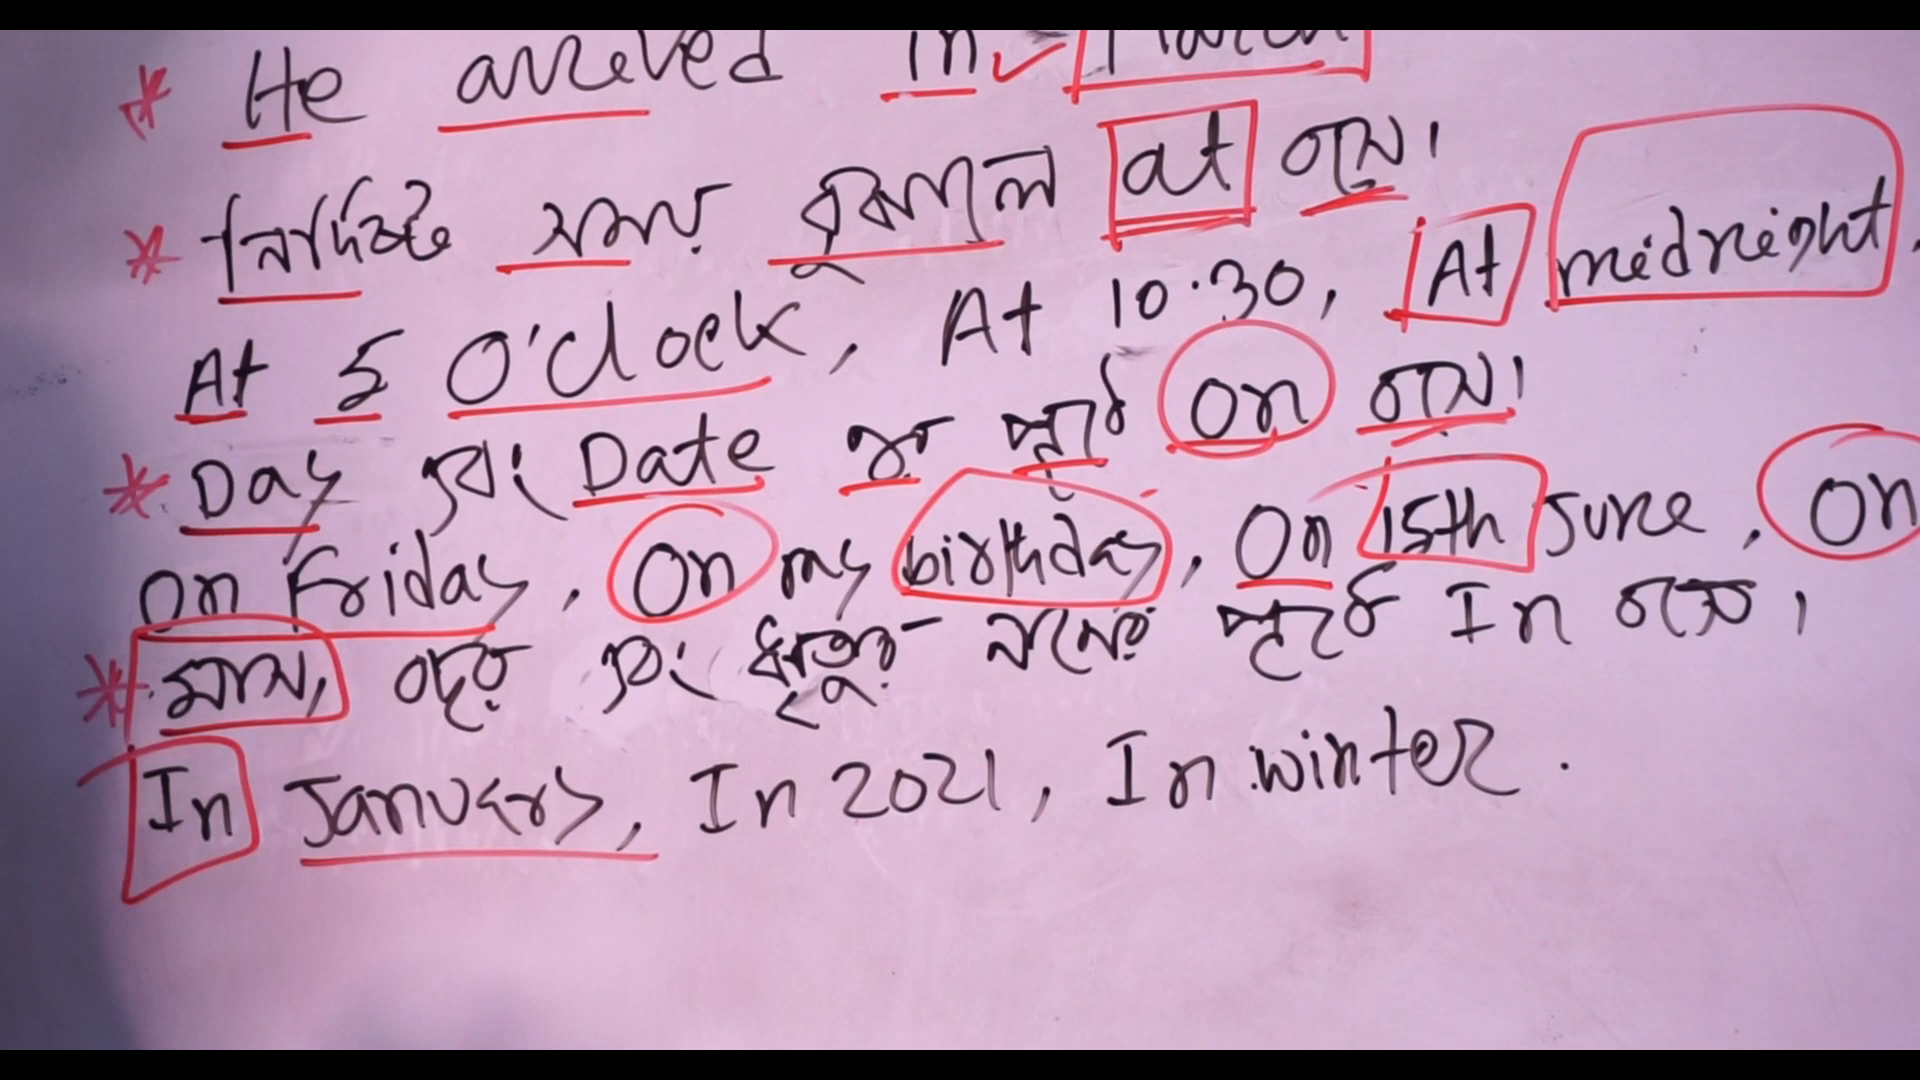 * He arrived in March
* নির্দিষ্ট সময় বুঝালে at বসে।
At 5 O'clock, At 10.30, At midnight,
* Day এবং Date এর পূর্বে on বসে।
on Friday, On my birthday, On 15th June, On
* মাস, বছর এবং ঋতুর নামের পূর্বে In বসে।
In January, In 2021, In winter.